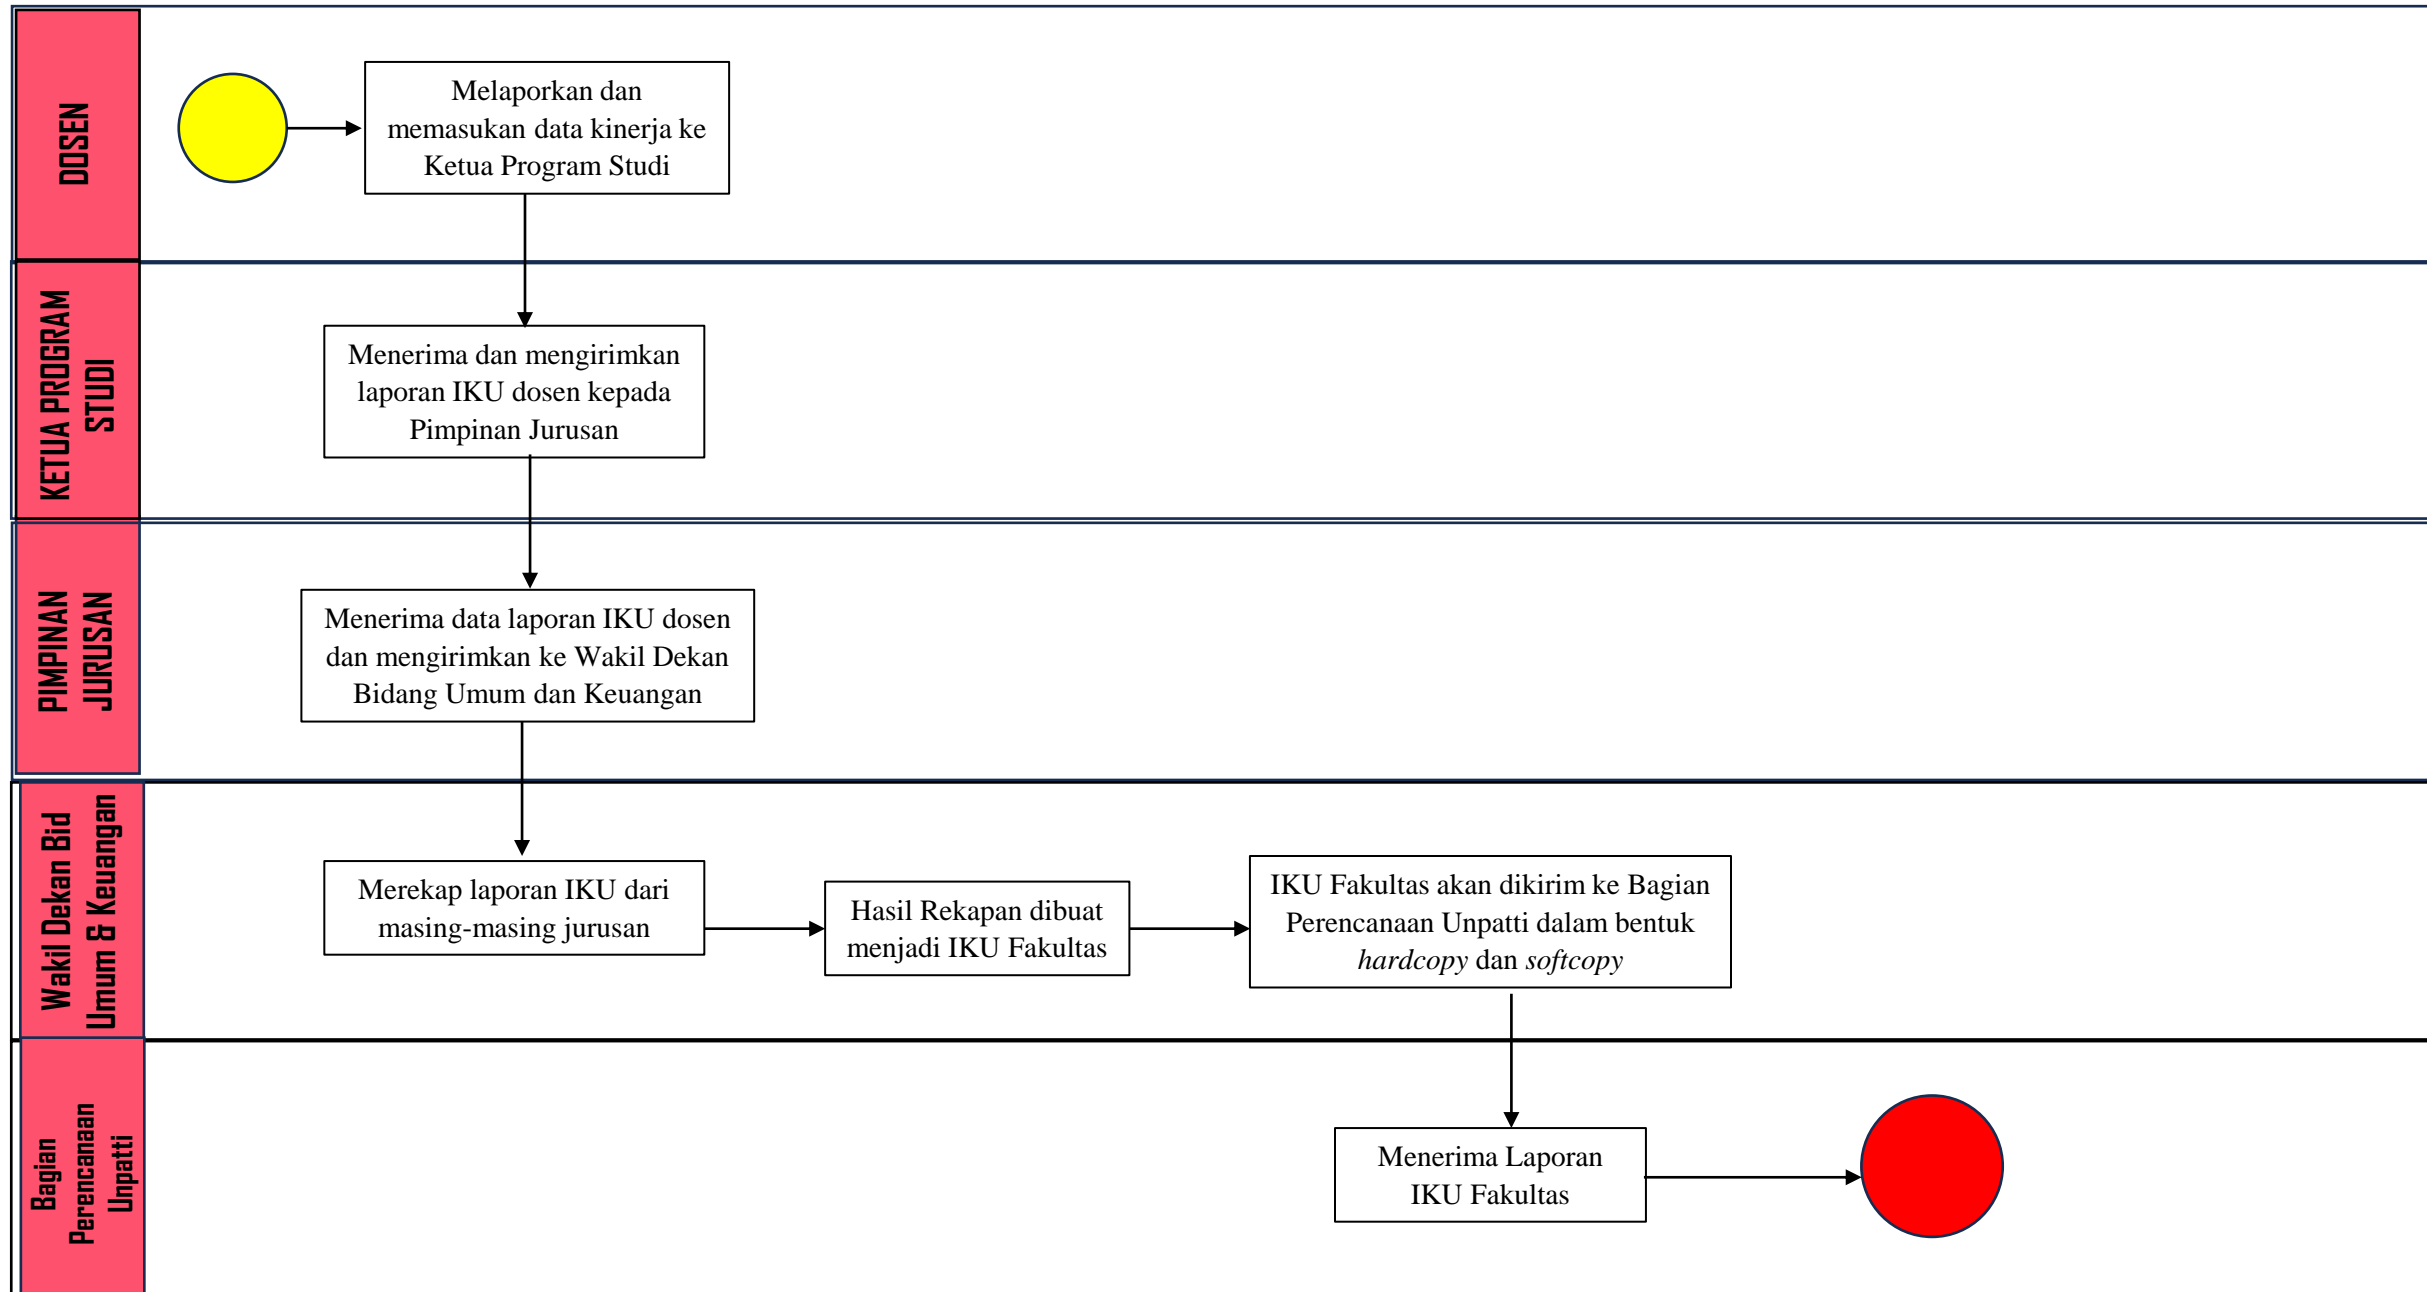 DOSEN
Melaporkan dan
memasukan data kinerja ke
Ketua Program Studi
KETUA PROGRAM
STUDI
Menerima dan mengirimkan
laporan IKU dosen kepada
Pimpinan Jurusan
PIMPINAN
JURUSAN
Menerima data laporan IKU dosen
dan mengirimkan ke Wakil Dekan
Bidang Umum dan Keuangan
Wakil Dekan Bid
Umum & Keuangan
Merekap laporan IKU dari
masing-masing jurusan
Hasil Rekapan dibuat
menjadi IKU Fakultas
IKU Fakultas akan dikirim ke Bagian
Perencanaan Unpatti dalam bentuk
hardcopy dan softcopy
Bagian
Perencanaan
Unpatti
Menerima Laporan
IKU Fakultas